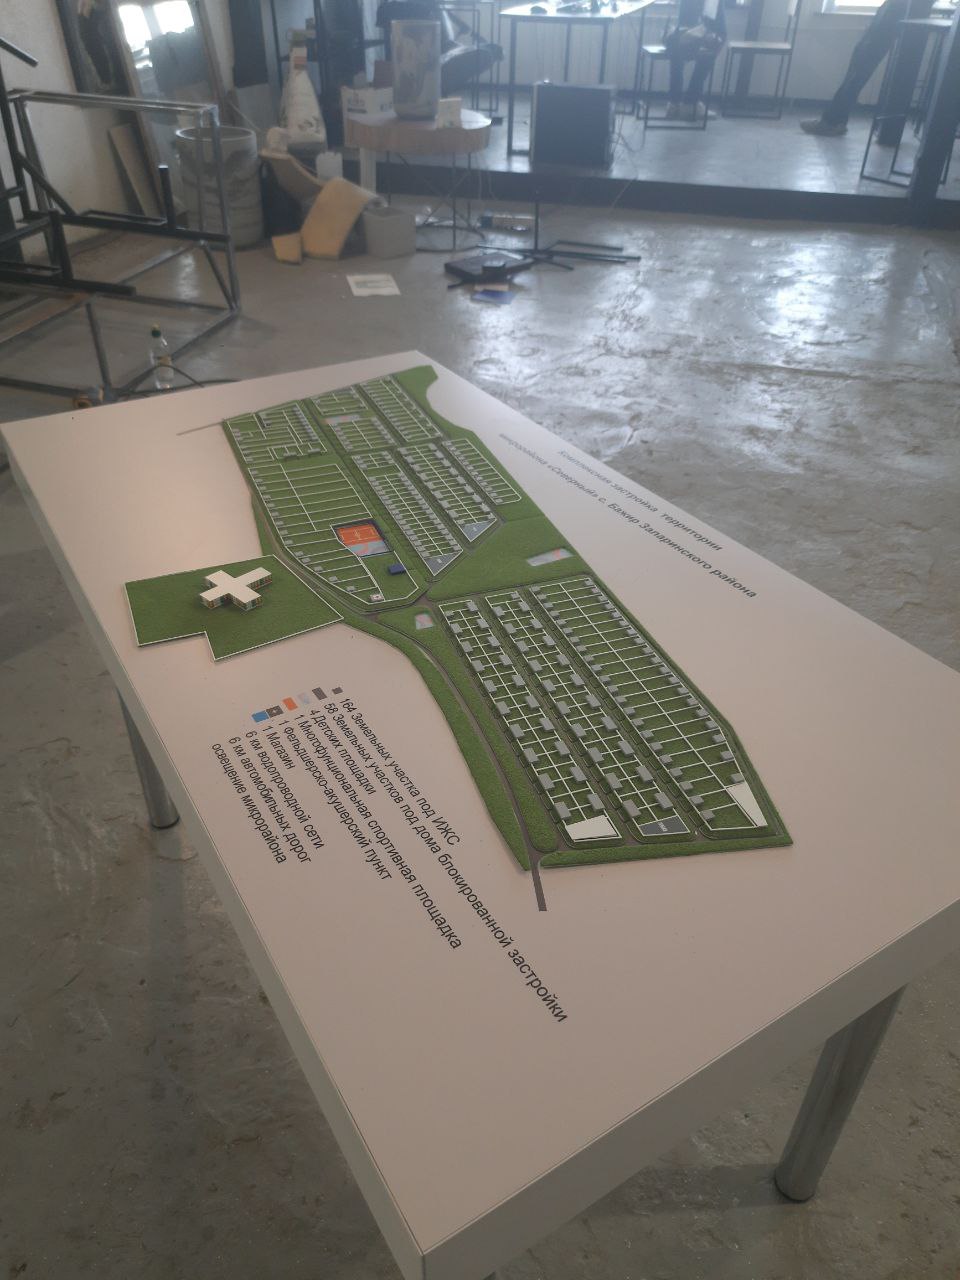 Комплексная застройка территории
микрорайона «Северный» с. Бажир Заларинского района
164 Земельных участка под ИЖС
58 Земельных участков под дома блокированной застройки
4 Детских площадки
1 Многофунциональная спортивная площадка
1 Фельдшерско-акушерский пункт
1 Магазин
6 км водопроводной сети
6 км автомобильных дорог
освещение микрорайона